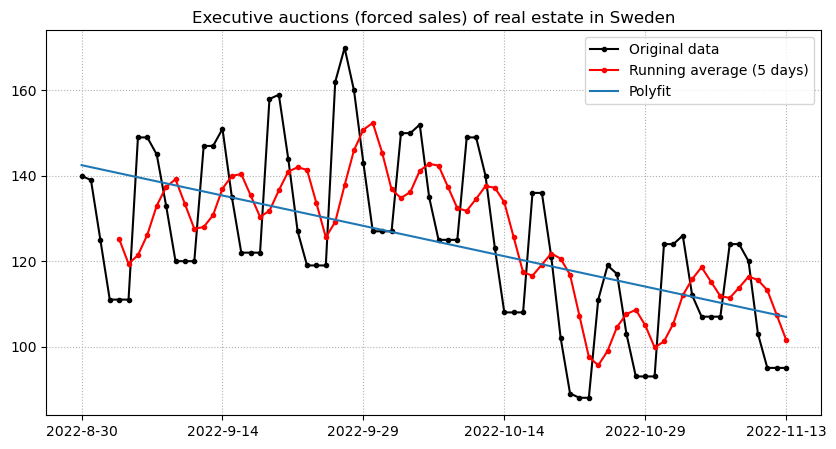 Executive auctions (forced sales) of real estate in Sweden
Original data
Running average (5 days)
Polyfit
160
140
120
100
2022-8-30
2022-9-14
2022-9-29
2022-10-14
2022-10-29
2022-11-13